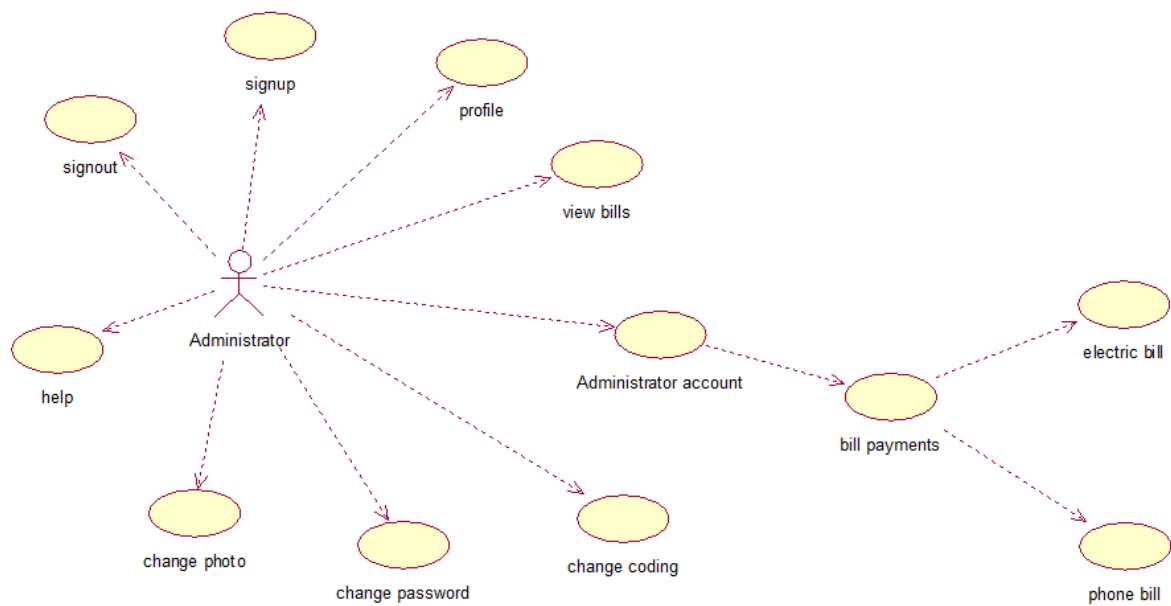 signup
profile
signout
view bills
Administrator
electric bill
Administrator account
help
bill payments
change photo
change password
change coding
phone bill